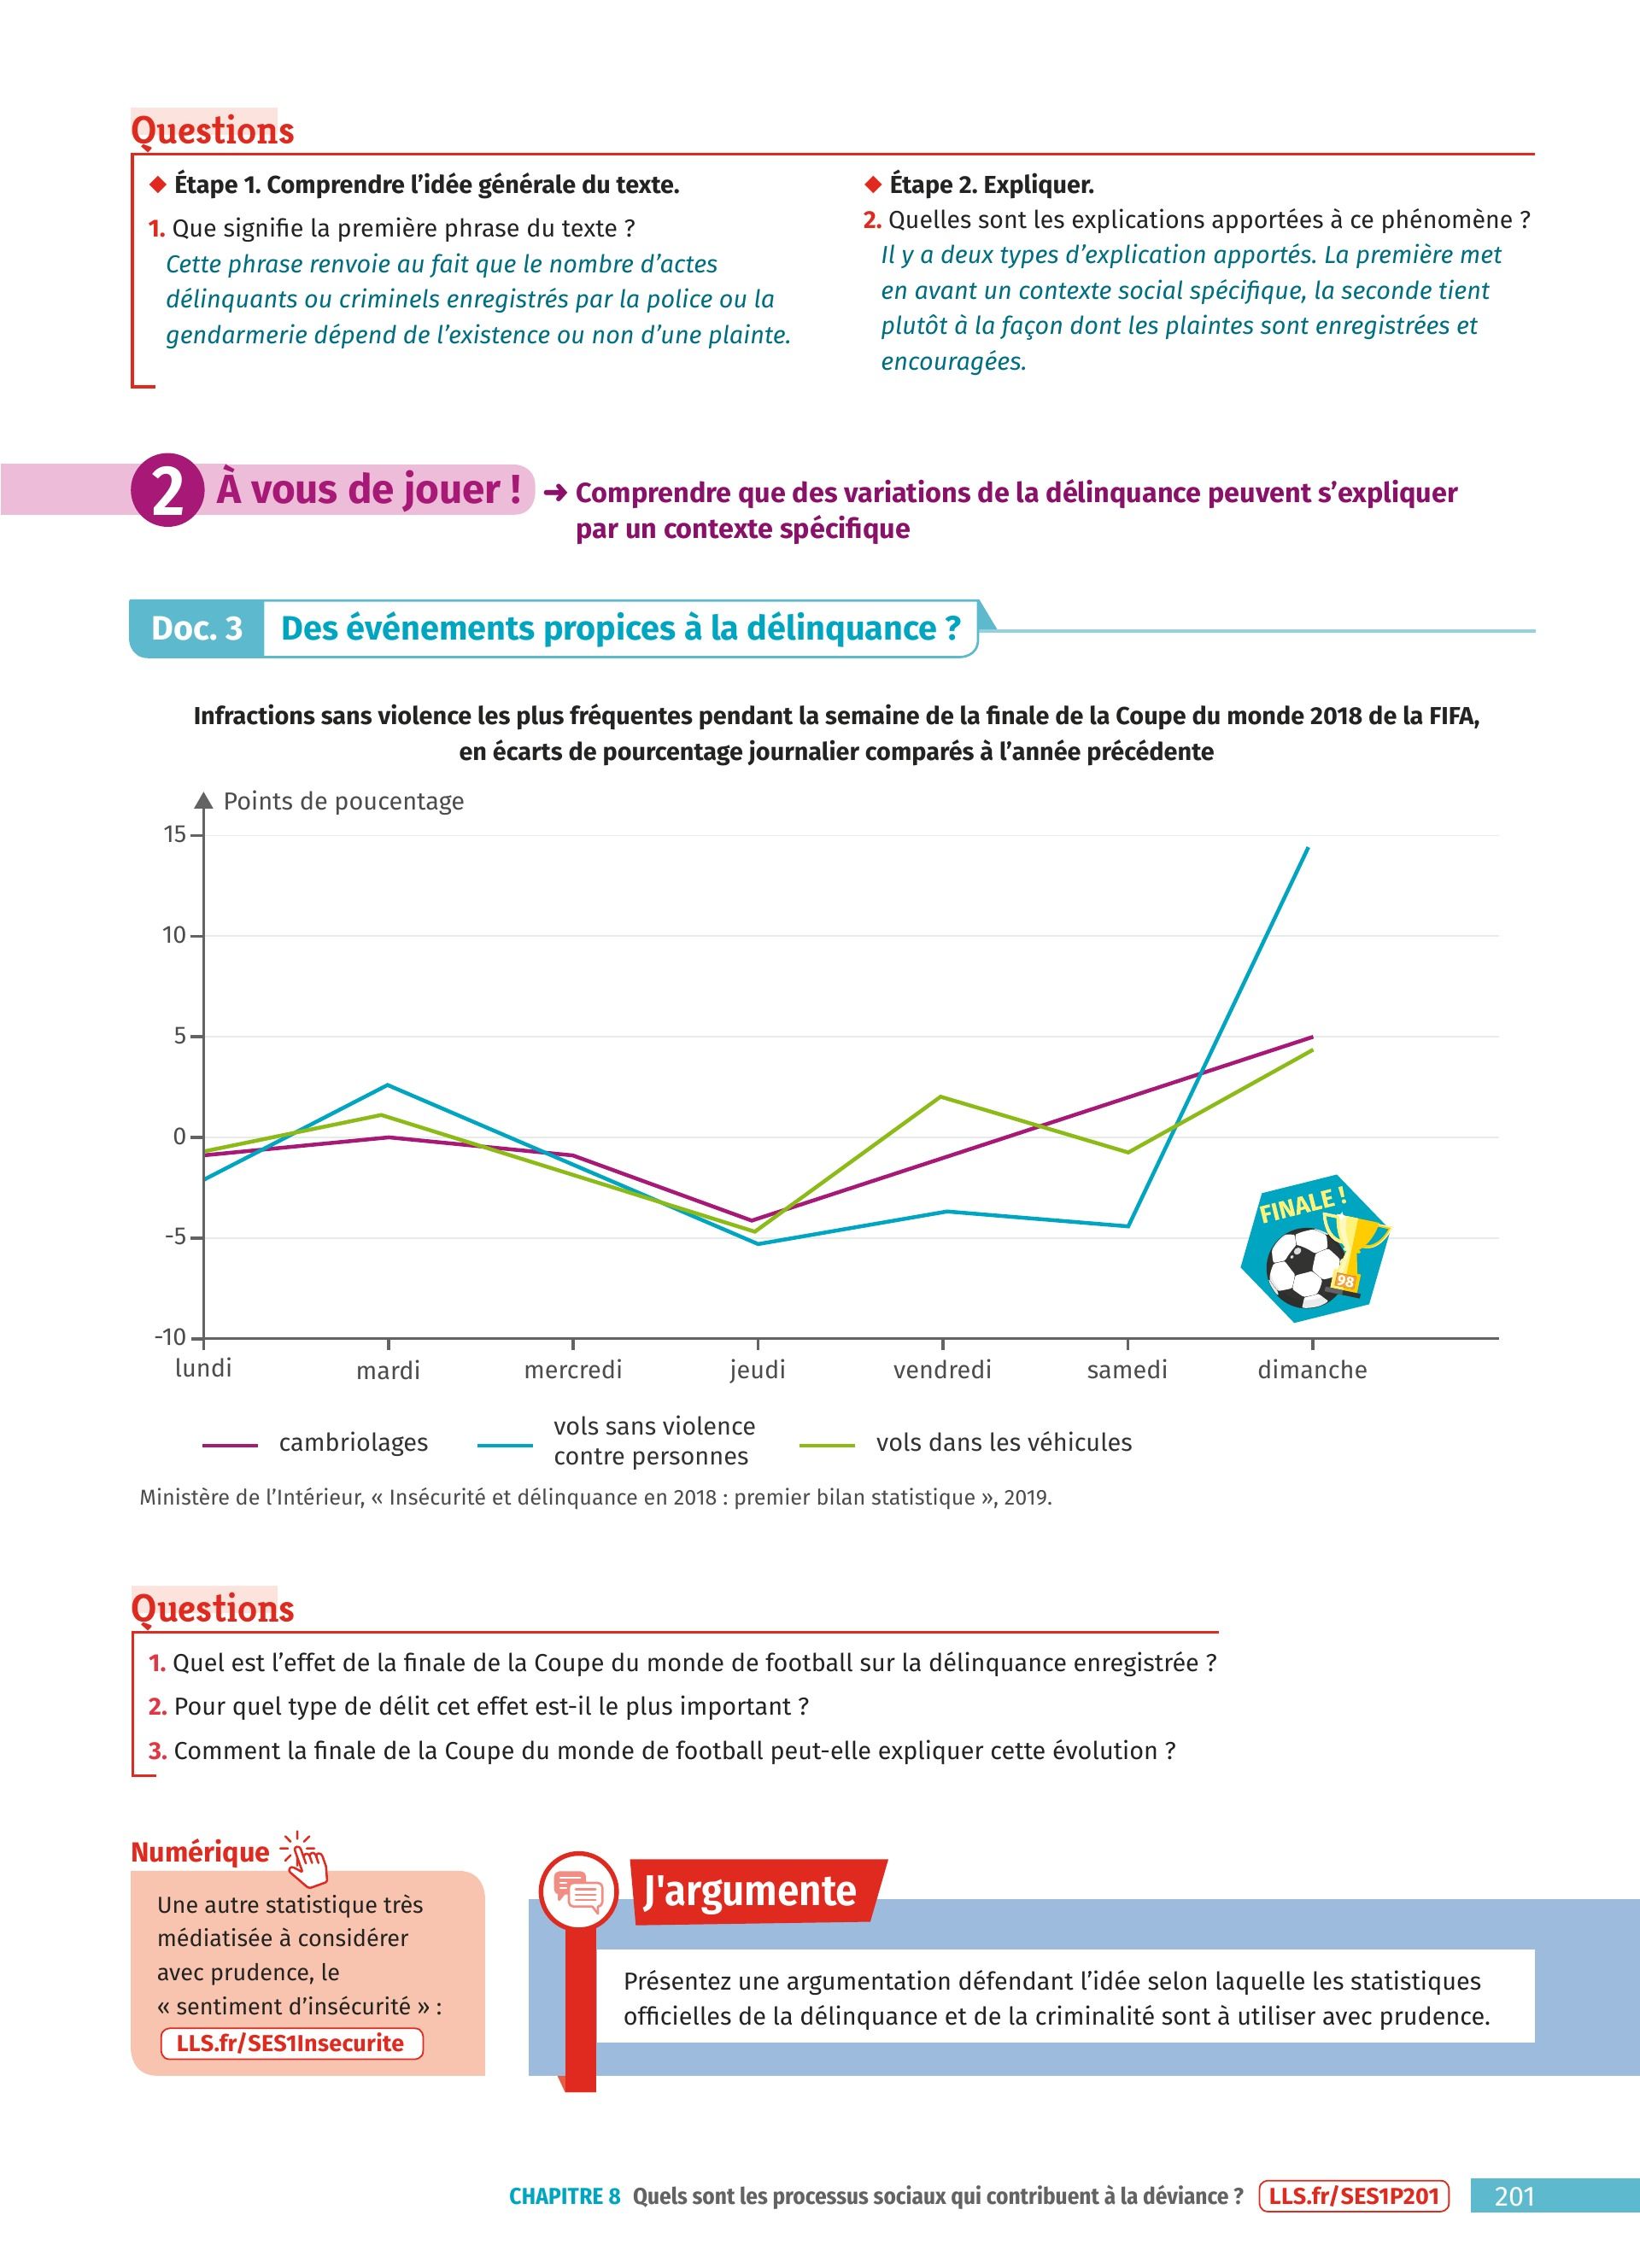 Questions
◆ Étape 1. Comprendre l’idée générale du texte.
1. Que signifie la première phrase du texte ?
Cette phrase renvoie au fait que le nombre d’actes
délinquants ou criminels enregistrés par la police ou la
gendarmerie dépend de l’existence ou non d’une plainte.
◆ Étape 2. Expliquer.
2. Quelles sont les explications apportées à ce phénomène ?
Il y a deux types d’explication apportés. La première met
en avant un contexte social spécifique, la seconde tient
plutôt à la façon dont les plaintes sont enregistrées et
encouragées.
2 À vous de jouer ! ➜ Comprendre que des variations de la délinquance peuvent s’expliquer
par un contexte spécifique
Doc. 3 Des événements propices à la délinquance ?
Infractions sans violence les plus fréquentes pendant la semaine de la finale de la Coupe du monde 2018 de la FIFA,
en écarts de pourcentage journalier comparés à l’année précédente
Points de poucentage
15
10
5
0
-5
-10
FINALE !
98
lundi mardi mercredi jeudi vendredi samedi dimanche
cambriolages
vols sans violence
contre personnes
vols dans les véhicules
Ministère de l’Intérieur, « Insécurité et délinquance en 2018 : premier bilan statistique », 2019.
Questions
1. Quel est l’effet de la finale de la Coupe du monde de football sur la délinquance enregistrée ?
2. Pour quel type de délit cet effet est-il le plus important ?
3. Comment la finale de la Coupe du monde de football peut-elle expliquer cette évolution ?
Numérique
Une autre statistique très
médiatisée à considérer
avec prudence, le
« sentiment d’insécurité » :
LLS.fr/SES1Insecurite
J'argumente
Présentez une argumentation défendant l’idée selon laquelle les statistiques
officielles de la délinquance et de la criminalité sont à utiliser avec prudence.
CHAPITRE 8 Quels sont les processus sociaux qui contribuent à la déviance ? LLS.fr/SES1P201 201